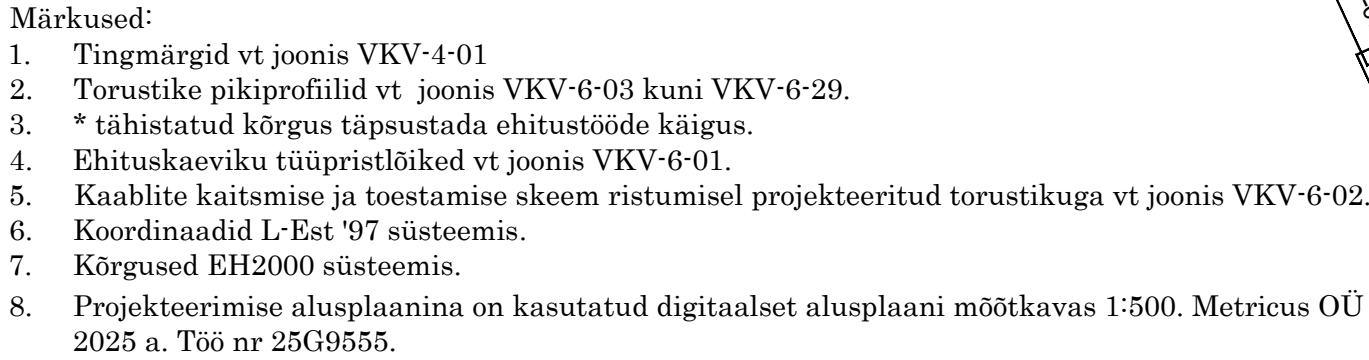 Märkused:
1. Tingmärgid vt joonis VKV-4-01
2. Torustike pikiprofiilid vt joonis VKV-6-03 kuni VKV-6-29.
3. * tähistatud kõrgus täpsustada ehitustööde käigus.
4. Ehituskaeviku tüüpristlõiked vt joonis VKV-6-01.
5. Kaablite kaitsmise ja toestamise skeem ristumisel projekteeritud torustikuga vt joonis VKV-6-02.
6. Koordinaadid L-Est '97 süsteemis.
7. Kõrgused EH2000 süsteemis.
8. Projekteerimise alusplaanina on kasutatud digitaalset alusplaani mõõtkavas 1:500. Metricus OÜ
2025 a. Töö nr 25G9555.